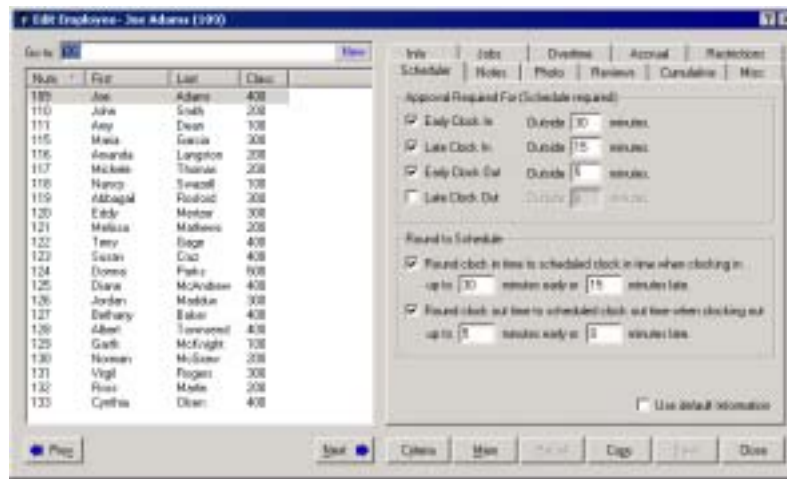 Edit Employee - Joe Adams (109)
Go to
New
Info Jobs Overtime Accrual Restrictions
Scheduler Notes Photo Reviews Cumulative Misc
Num First Last Class
109 Joe Adams 400
110 John Smith 200
111 Amy Dean 100
115 Maria Garcia 300
116 Amanda Langston 200
117 Michele Thomas 200
118 Nancy 100
119 Abbagail 300
120 Eddy 300
121 Melissa Mathews 200
122 Terry Gage 400
123 Susan Cruz 400
124 Donna Parks
125 Diana McAndrew 400
126 Jordan Maddux 300
127 Bethany Baker 400
128 Albert Townsend 400
129 Garth McKnight 100
130 Norman 200
131 Virgil Rogers 300
132 Ross Martin 200
133 Cynthia Olsen 400
Approval Required For (Schedule required)
Early Clock In Outside 30 minutes.
Late Clock In Outside 15 minutes.
Early Clock Out Outside 5 minutes.
Late Clock Out Outside minutes.
Round to Schedule
Round clock in time to scheduled clock in time when clocking in
up to 30 minutes early or 15 minutes late.
Round clock out time to scheduled clock out time when clocking out
up to 5 minutes early or minutes late.
Use default information
Prev Next Criteria More Copy Close